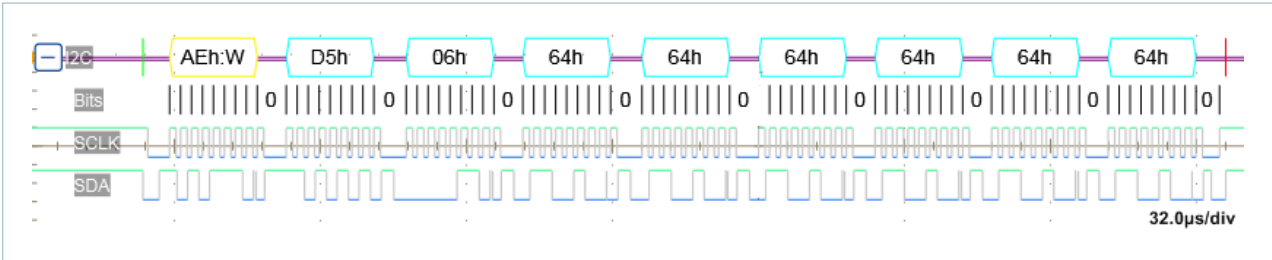 I2C AEh:W D5h 06h 64h 64h 64h 64h 64h 64h
Bits 0 0 0 0 0 0 0 0 0
SCLK
SDA
32.0µs/div